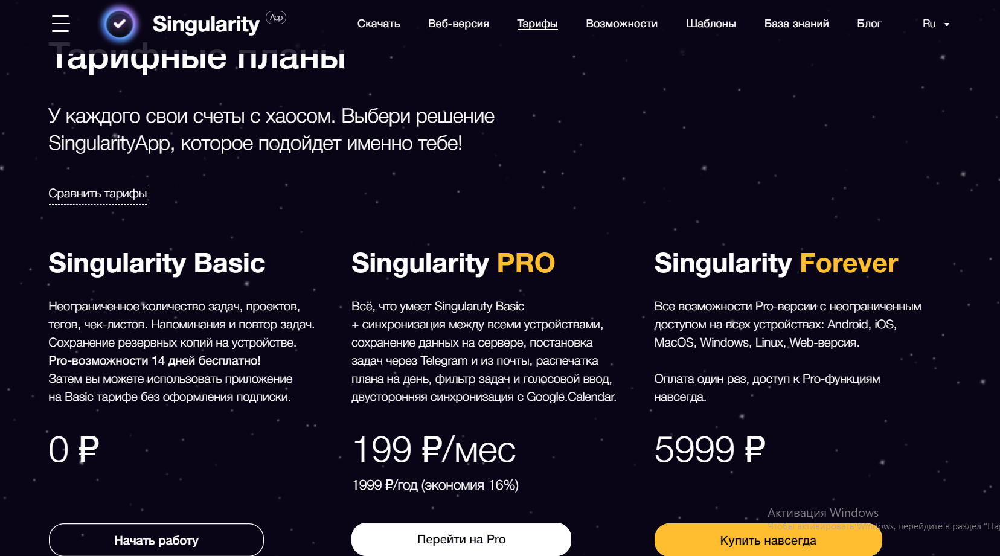 Singularity App
Скачать
Веб-версия
Тарифы
Возможности
Шаблоны
База знаний
Блог
Ru
Тарифные планы
У каждого свои счеты с хаосом. Выбери решение
SingularityApp, которое подойдет именно тебе!
Сравнить тарифы
Singularity Basic
Неограниченное количество задач, проектов,
тегов, чек-листов. Напоминания и повтор задач.
Сохранение резервных копий на устройстве.
Pro-возможности 14 дней бесплатно!
Затем вы можете использовать приложение
на Basic тарифе без оформления подписки.
0 ₽
Начать работу
Singularity PRO
Всё, что умеет Singularuty Basic
+ синхронизация между всеми устройствами,
сохранение данных на сервере, постановка
задач через Telegram и из почты, распечатка
плана на день, фильтр задач и голосовой ввод,
двусторонняя синхронизация с Google.Calendar.
199 ₽/мес
1999 ₽/год (экономия 16%)
Перейти на Pro
Singularity Forever
Все возможности Pro-версии с неограниченным
доступом на всех устройствах: Android, iOS,
MacOS, Windows, Linux, Web-версия.
Оплата один раз, доступ к Pro-функциям
навсегда.
5999 ₽
Купить навсегда
Активация Windows
Чтобы активировать Windows, перейдите в раздел "Па